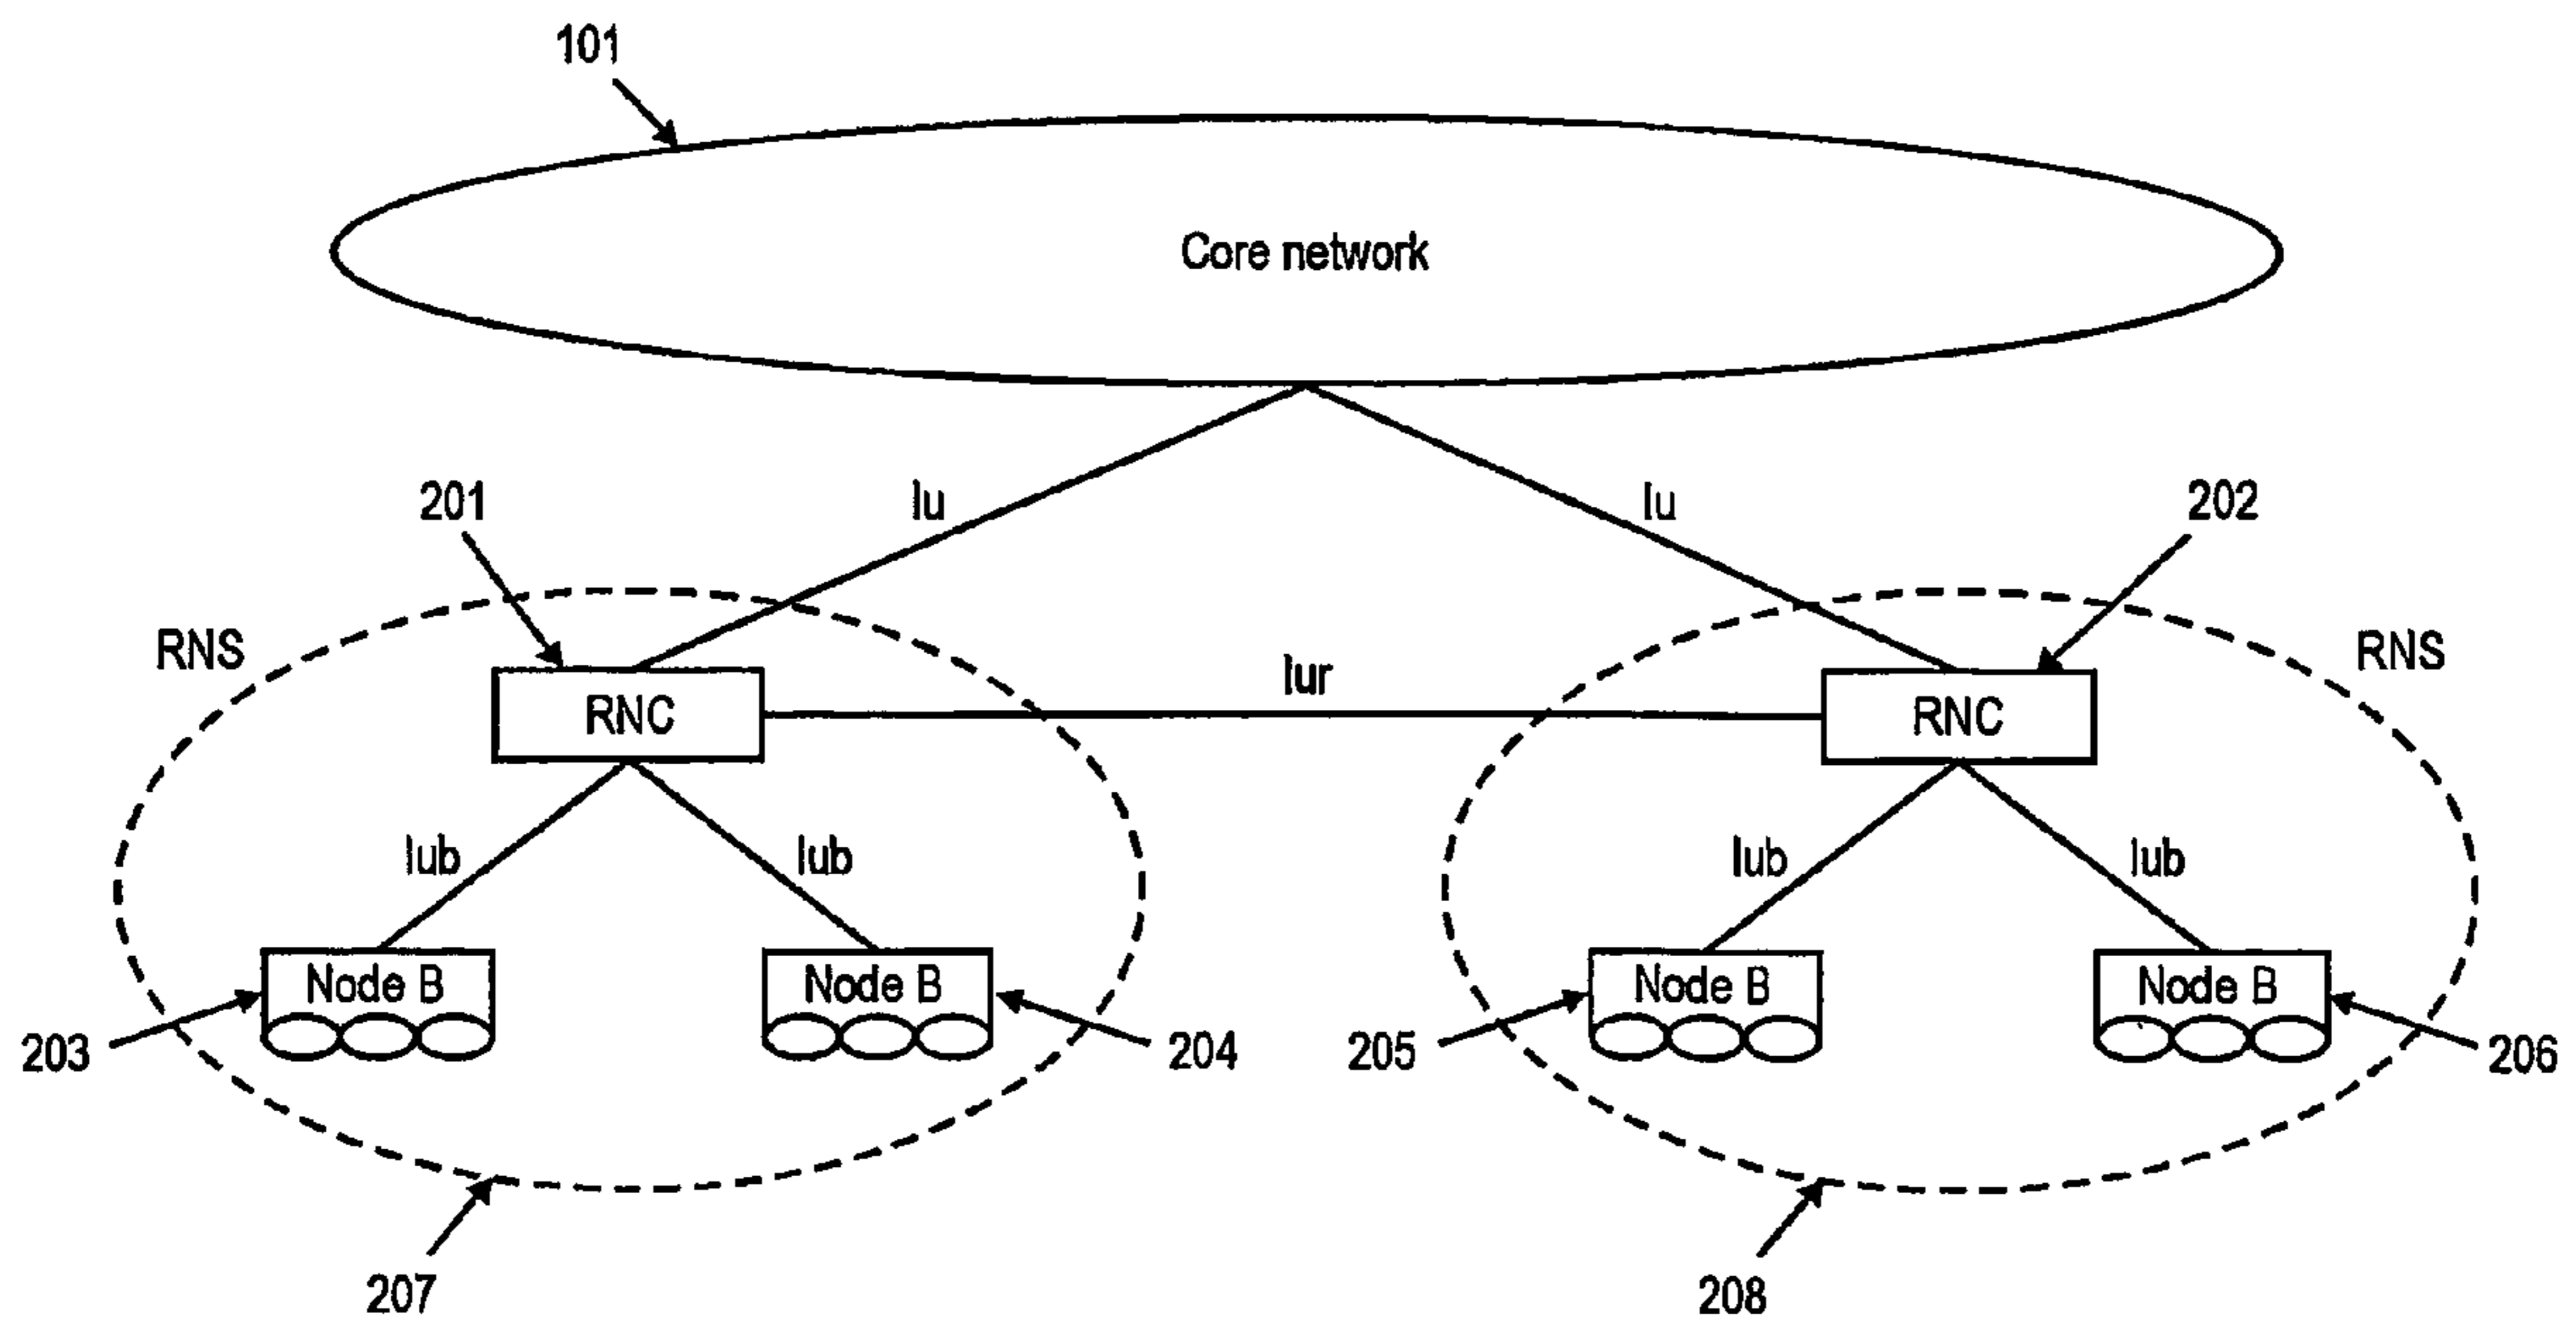 101
Core network
201
Iu
Iu
202
RNS
RNS
RNC
Iur
RNC
Iub
Iub
Iub
Iub
Node B
Node B
Node B
Node B
203
204
205
206
207
208